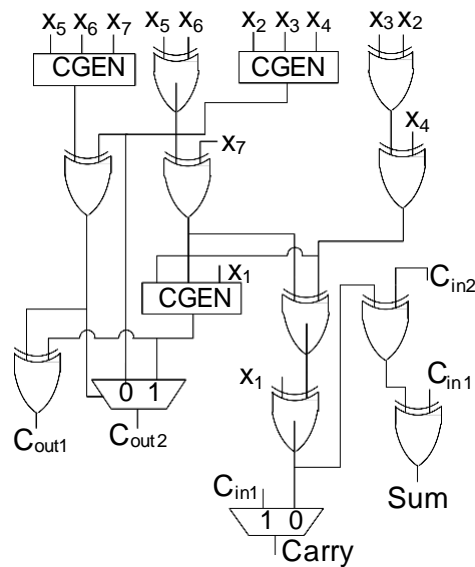 x5 x6 x7
x5 x6
x2 x3 x4
x3 x2
CGEN
CGEN
x4
x7
x1
CGEN
Cin2
x1
Cin1
0 1
Cout1
Cout2
Cin1
1 0
Sum
Carry